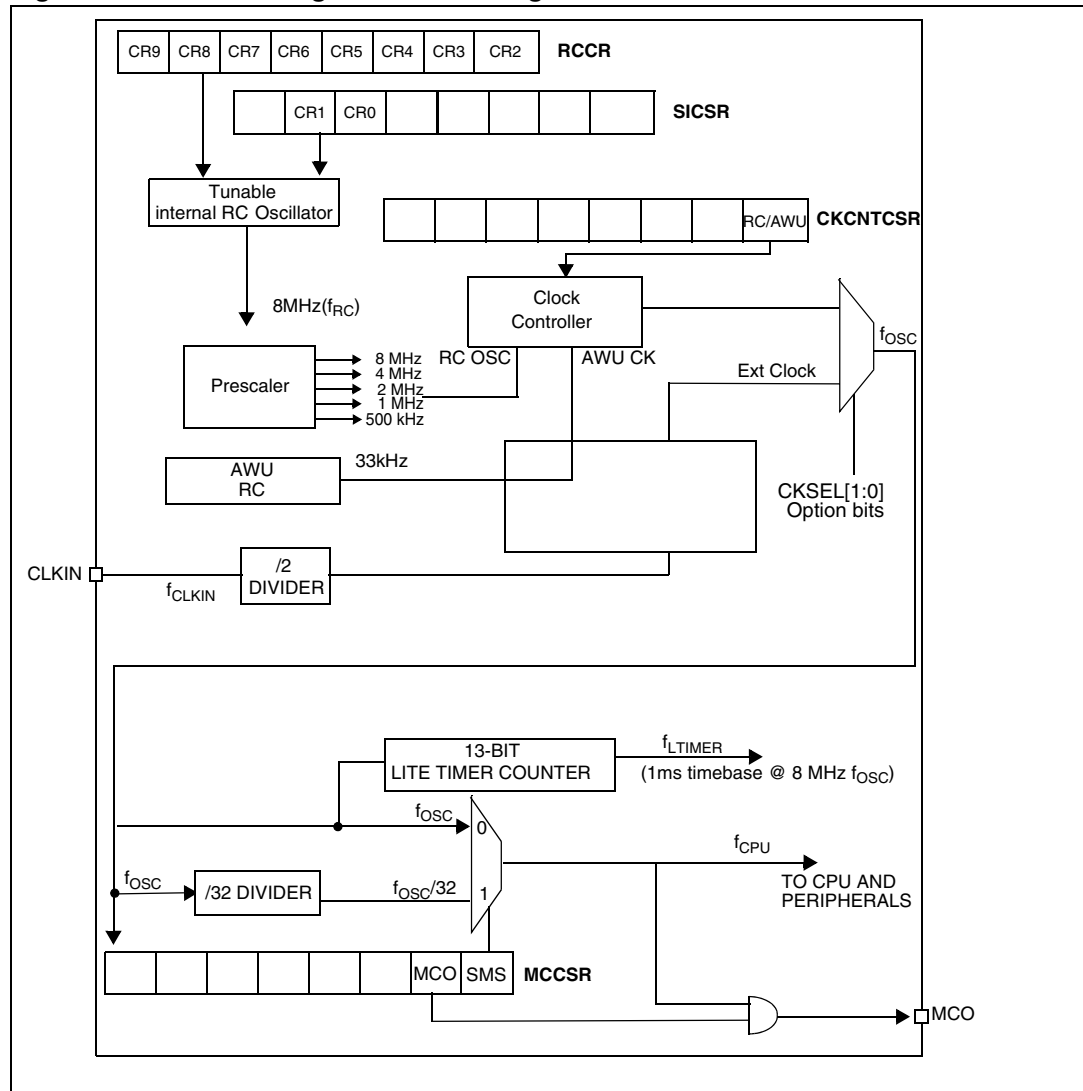 CR9 CR8 CR7 CR6 CR5 CR4 CR3 CR2 RCCR
CR1 CR0 SICSR
Tunable
internal RC Oscillator
RC/AWU CKCNTCSR
8MHz(fRC)
Clock
Controller
fOSC
RC OSC AWU CK
Ext Clock
Prescaler
8 MHz
4 MHz
2 MHz
1 MHz
500 kHz
AWU
RC
33kHz
CKSEL[1:0]
Option bits
CLKIN
fCLKIN
/2
DIVIDER
13-BIT
LITE TIMER COUNTER
fLTIMER
(1ms timebase @ 8 MHz fOSC)
fOSC
0
fCPU
TO CPU AND
PERIPHERALS
fOSC
/32 DIVIDER
fOSC/32
1
MCO SMS MCCSR
MCO